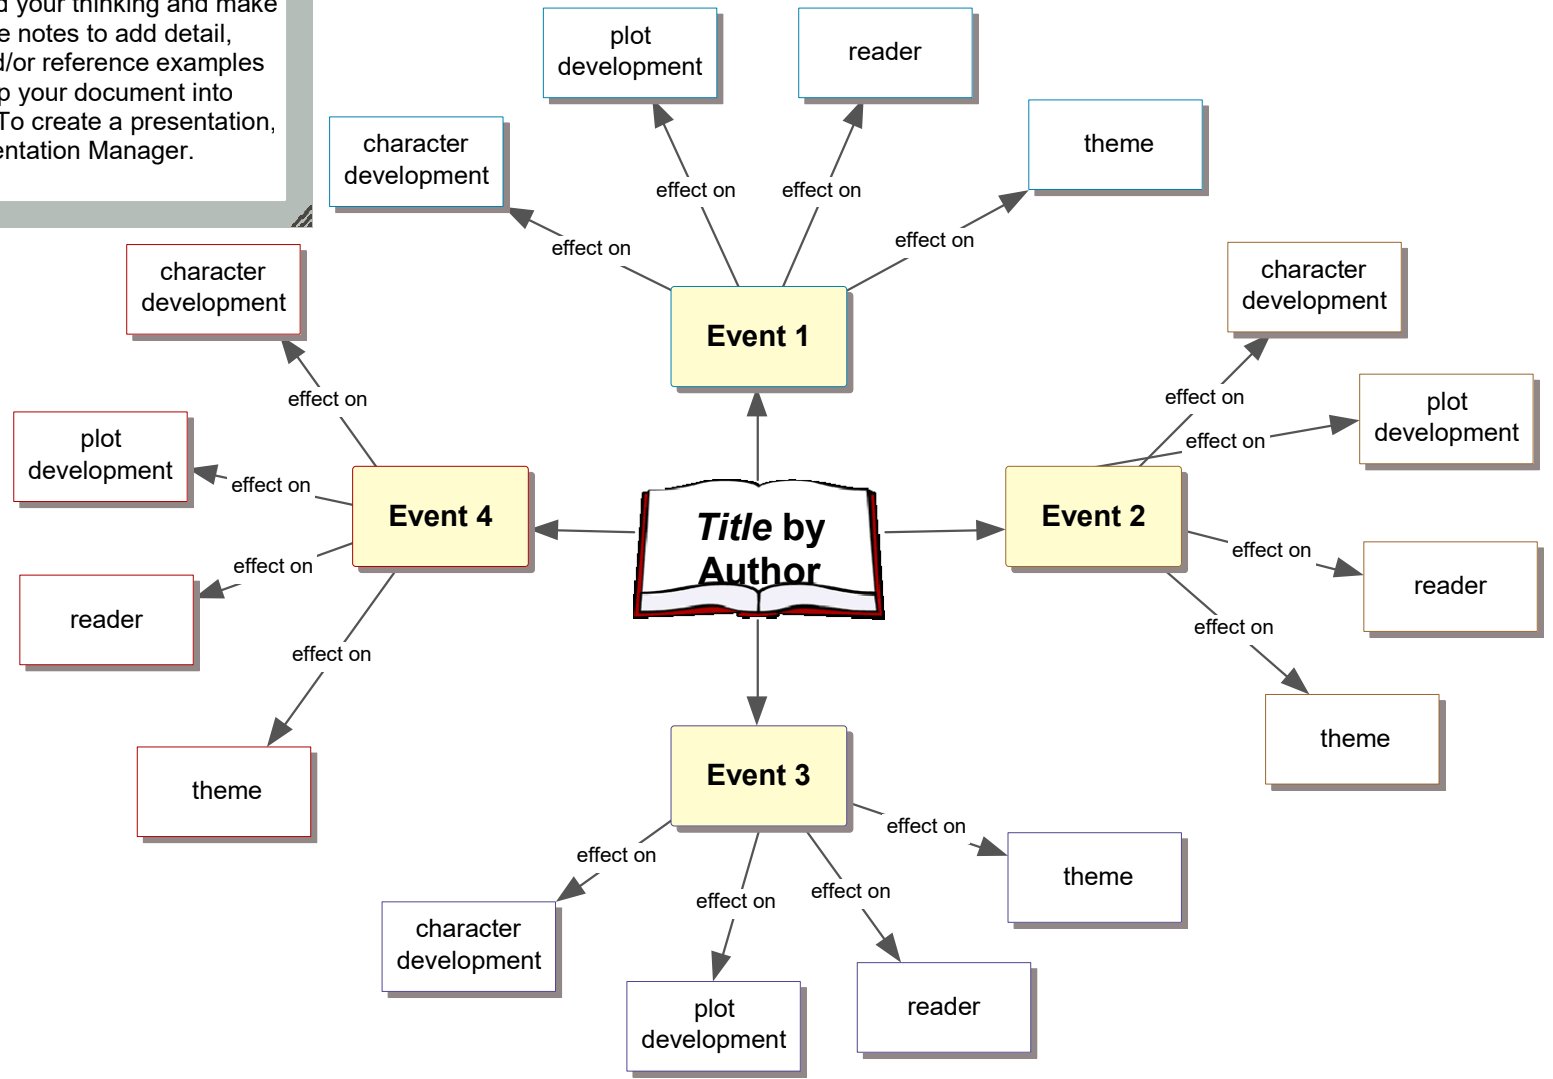 your thinking and make
notes to add detail,
d/or reference examples
your document into
To create a presentation,
entation Manager.
plot
development
reader
theme
character
development
effect on
effect on
effect on
effect on
Event 1
character
development
plot
development
reader
theme
effect on
effect on
effect on
effect on
Event 2
Title by
Author
Event 4
character
development
plot
development
reader
theme
effect on
effect on
effect on
effect on
Event 3
effect on
effect on
effect on
effect on
character
development
plot
development
reader
theme